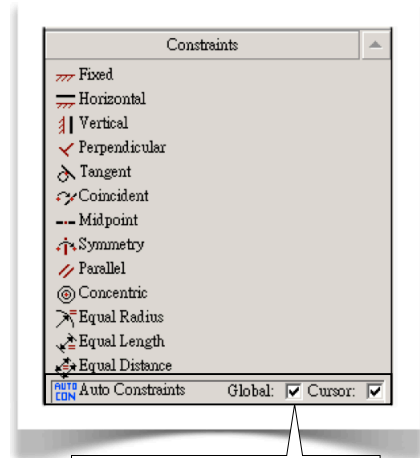 Constraints
Fixed
Horizontal
Vertical
Perpendicular
Tangent
Coincident
Midpoint
Symmetry
Parallel
Concentric
Equal Radius
Equal Length
Equal Distance
AUTO CON Auto Constraints Global: Cursor: